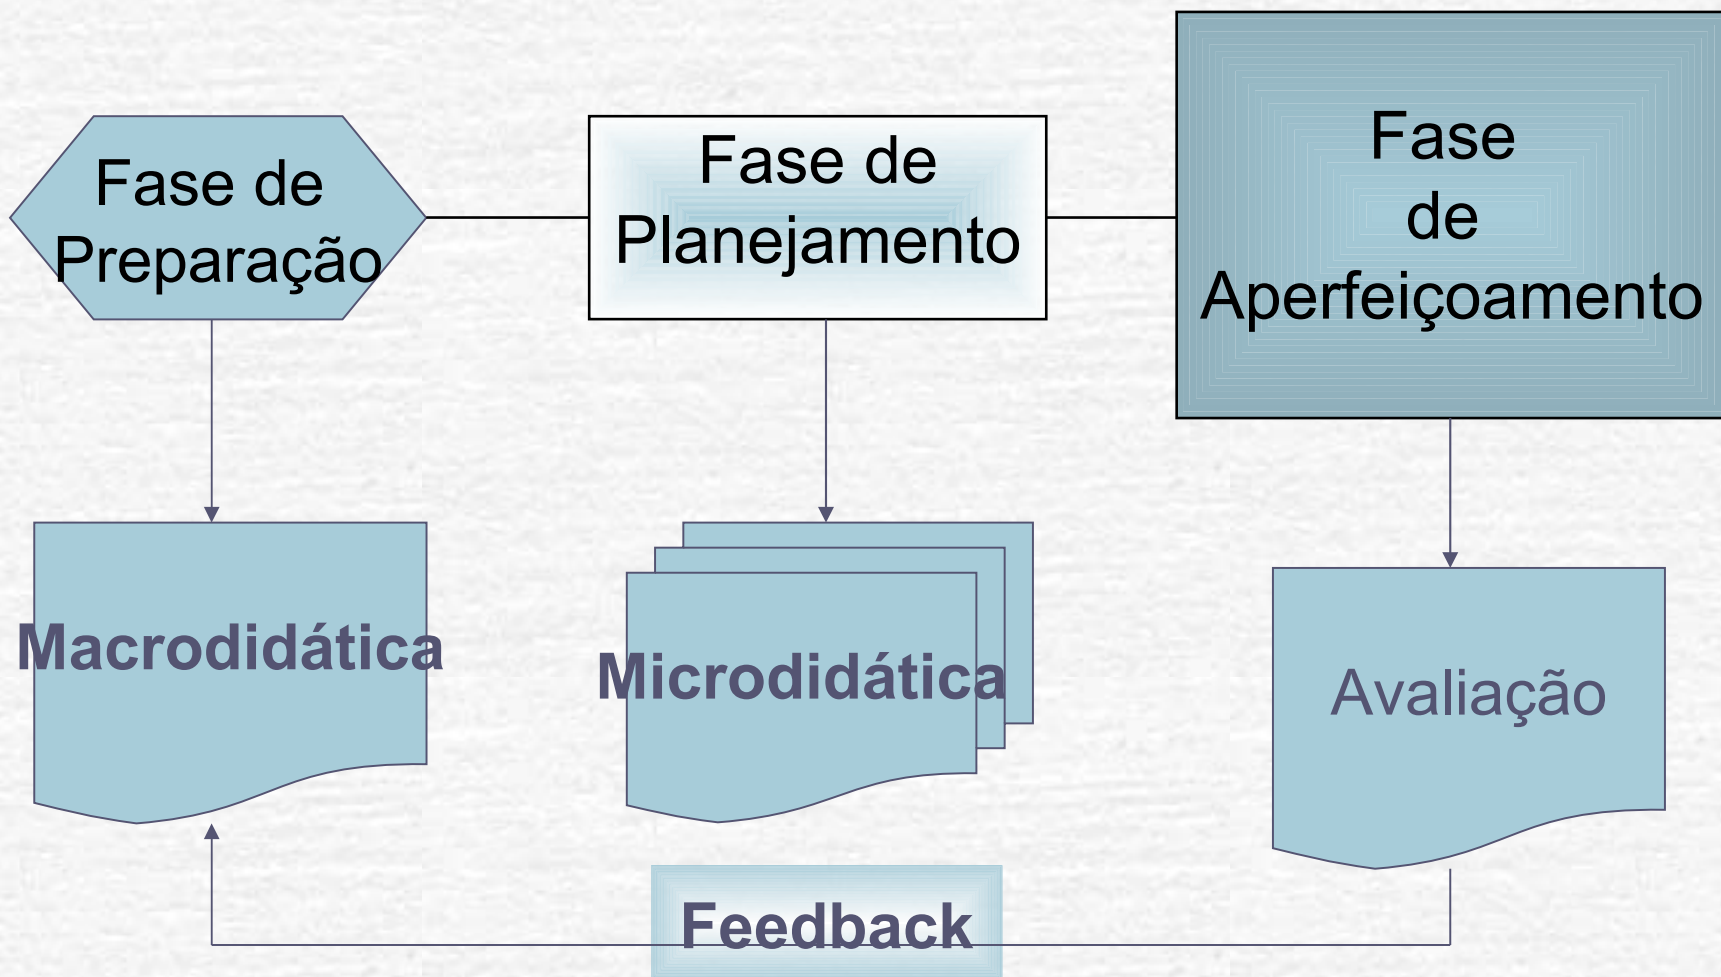 Fase de
Preparação
Fase de
Planejamento
Fase
de
Aperfeiçoamento
Macrodidática
Microdidática
Avaliação
Feedback